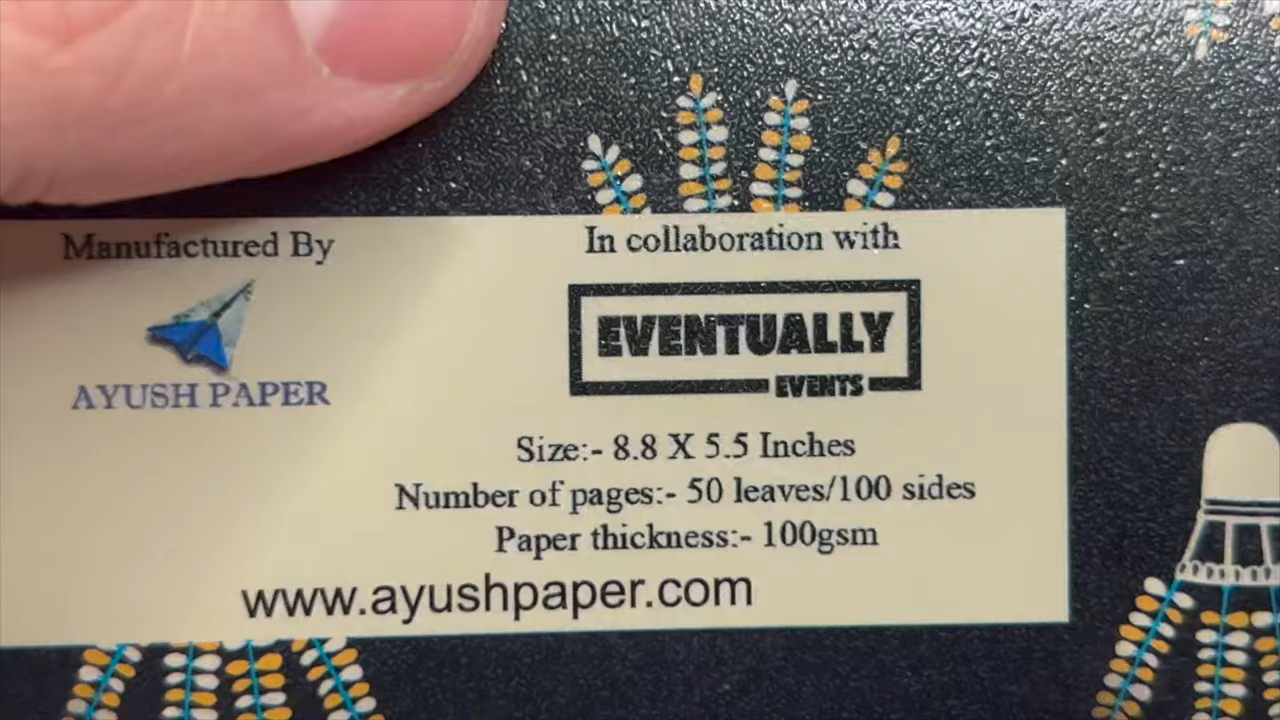 Manufactured By
AYUSH PAPER
In collaboration with
EVENTUALLY
EVENTS
Size:- 8.8 X 5.5 Inches
Number of pages:- 50 leaves/100 sides
Paper thickness:- 100gsm
www.ayushpaper.com